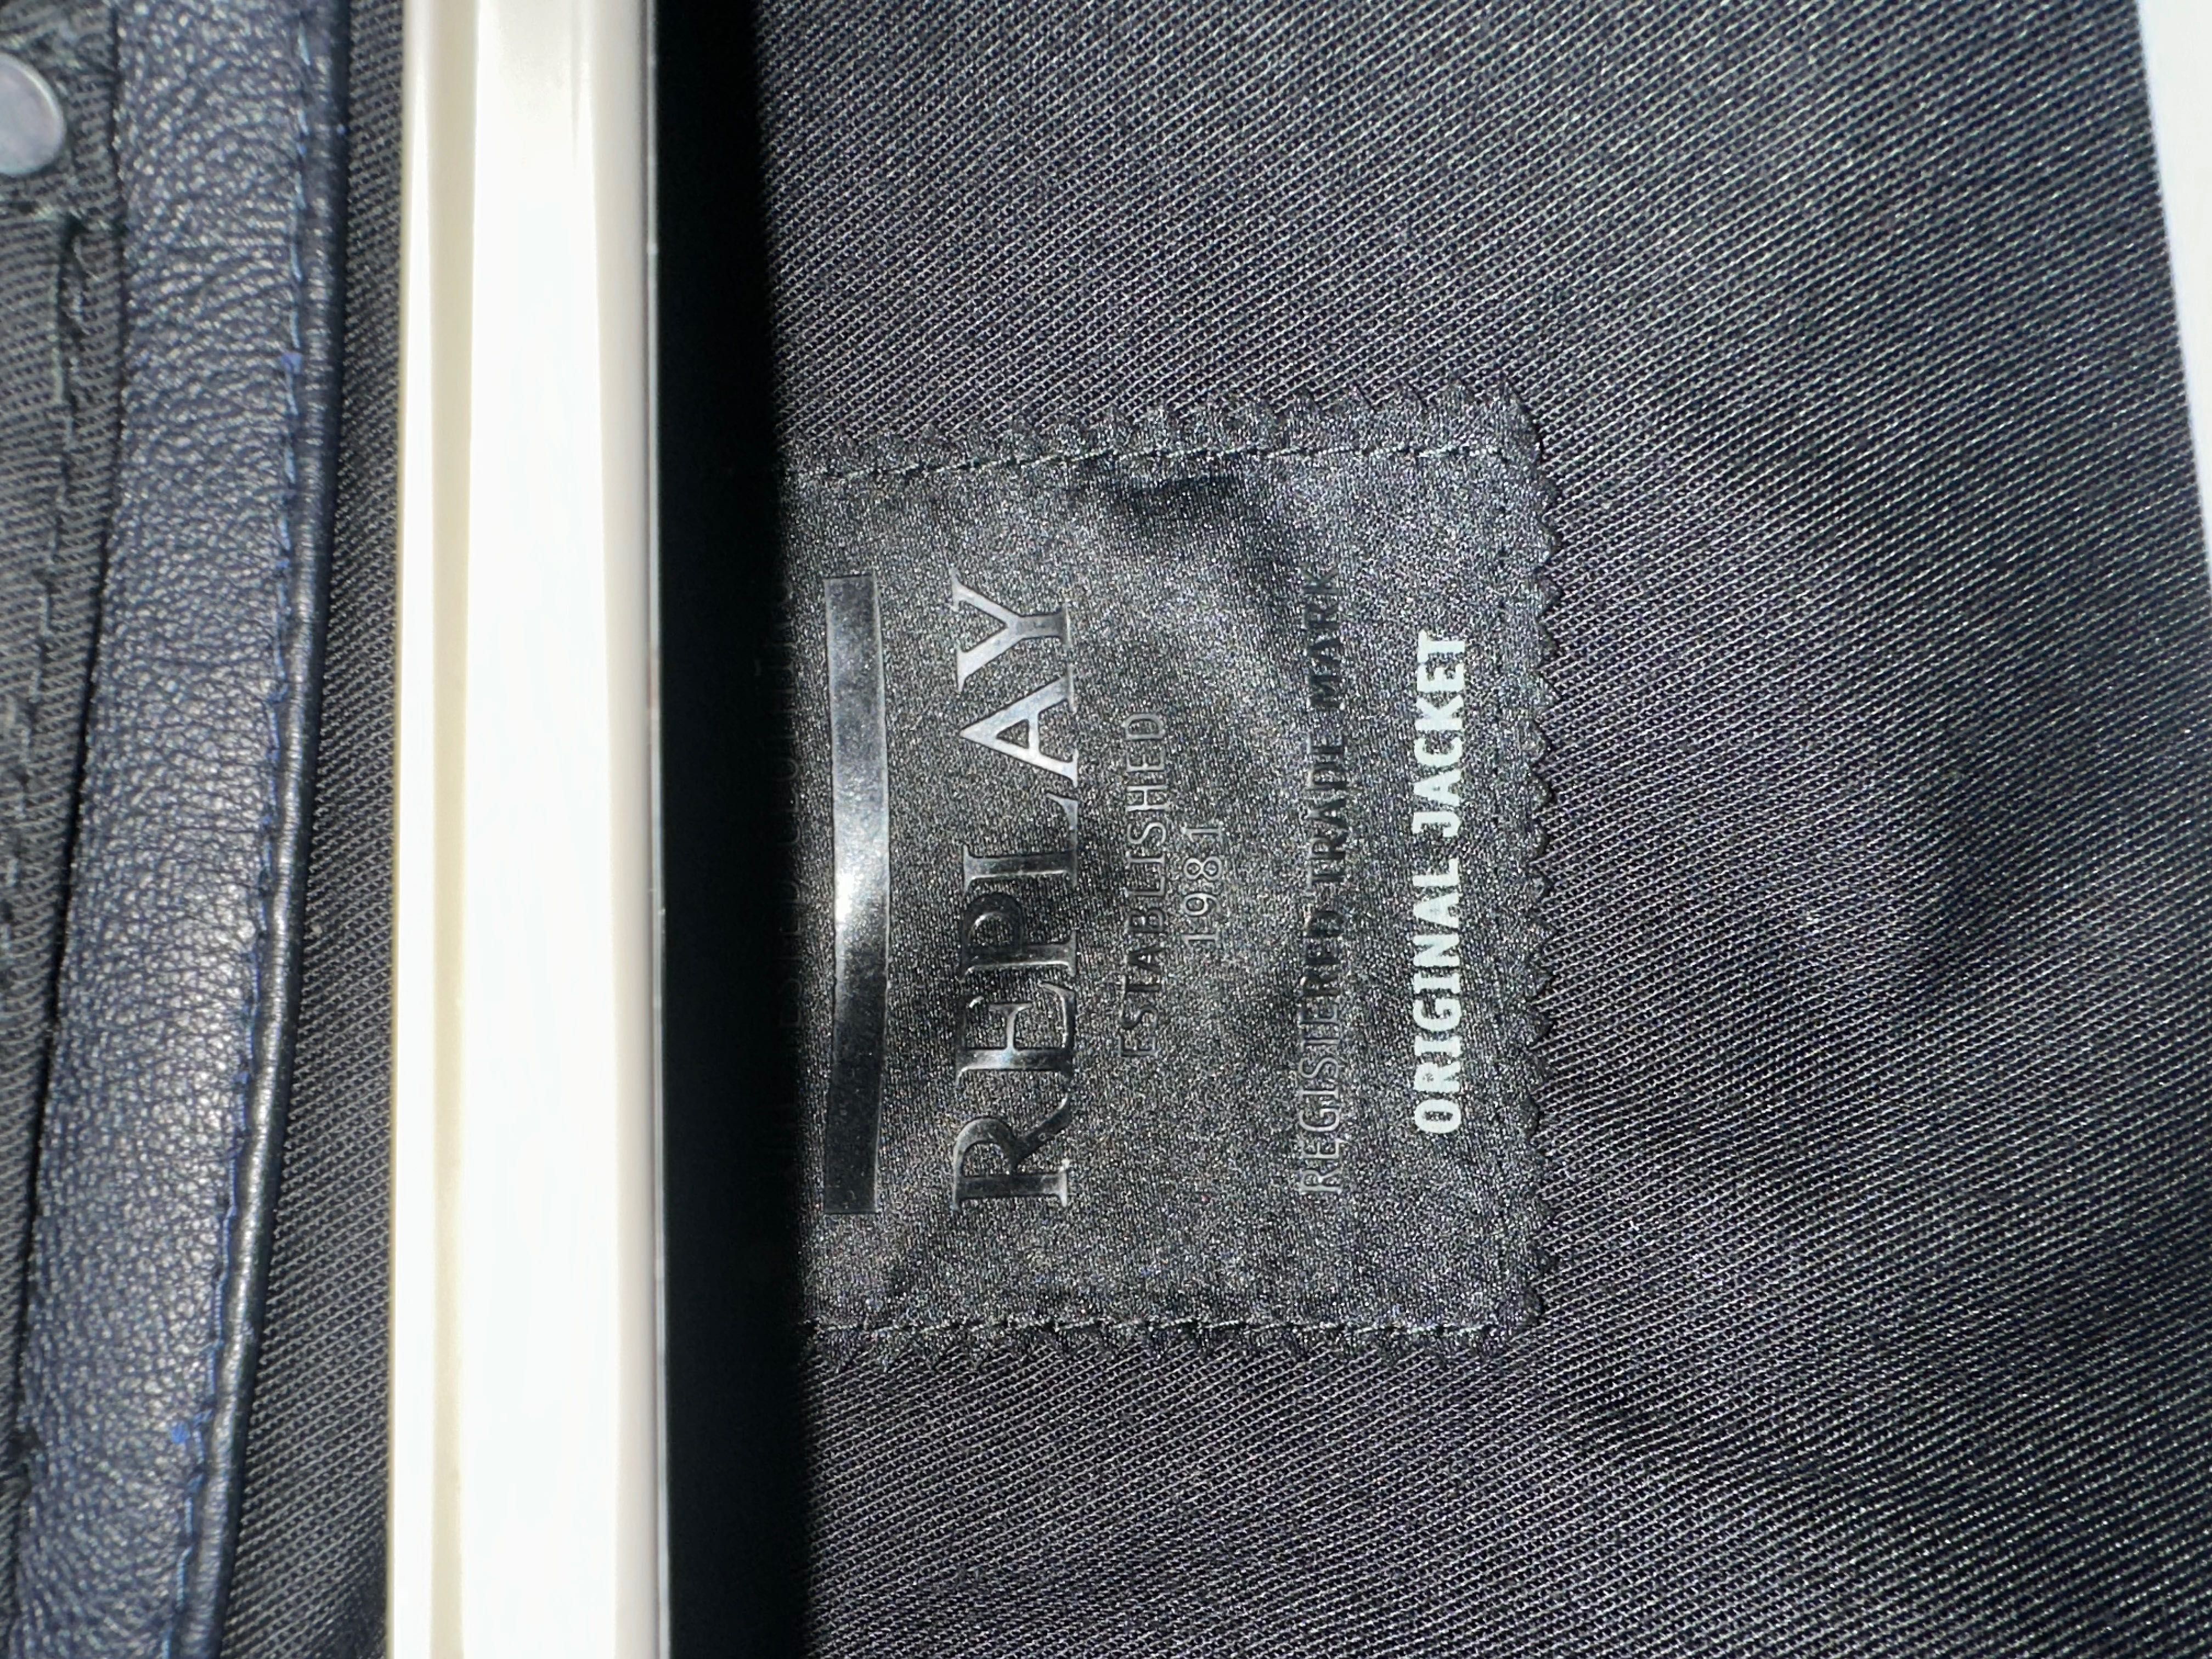 REPLAY
ESTABLISHED
1981
REGISTERED TRADE MARK
ORIGINAL JACKET